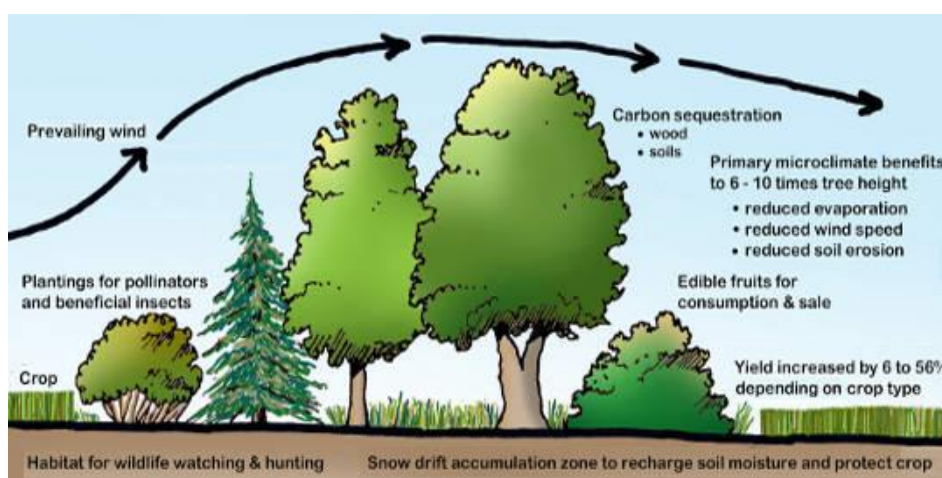 Prevailing wind
Carbon sequestration
• wood
• soils
Primary microclimate benefits
to 6 - 10 times tree height
• reduced evaporation
• reduced wind speed
• reduced soil erosion
Plantings for pollinators
and beneficial insects
Edible fruits for
consumption & sale
Crop
Yield increased by 6 to 56%
depending on crop type
Habitat for wildlife watching & hunting
Snow drift accumulation zone to recharge soil moisture and protect crop